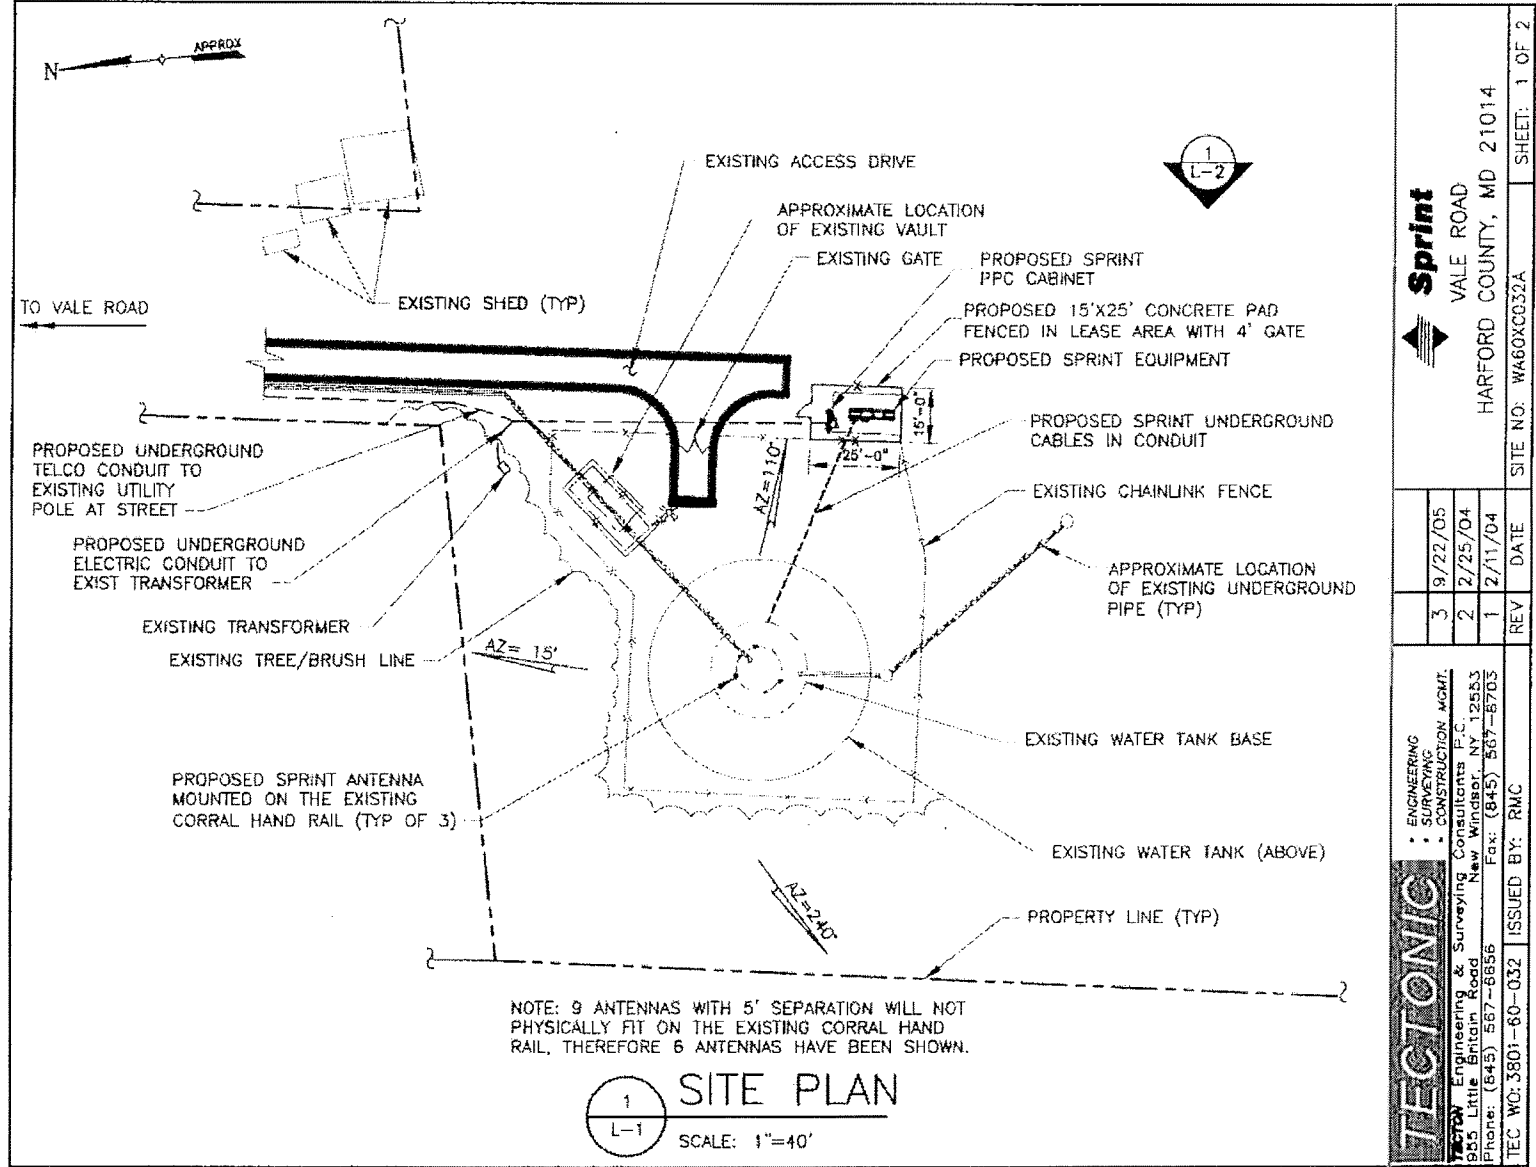 N
APPROX
EXISTING ACCESS DRIVE
1
L-2
APPROXIMATE LOCATION
OF EXISTING VAULT
EXISTING GATE
PROPOSED SPRINT
PPC CABINET
EXISTING SHED (TYP)
TO VALE ROAD
PROPOSED 15'X25' CONCRETE PAD
FENCED IN LEASE AREA WITH 4' GATE
PROPOSED SPRINT EQUIPMENT
15'-0"
25'-0"
PROPOSED SPRINT UNDERGROUND
CABLES IN CONDUIT
PROPOSED UNDERGROUND
TELCO CONDUIT TO
EXISTING UTILITY
POLE AT STREET
AZ=110°
EXISTING CHAINLINK FENCE
PROPOSED UNDERGROUND
ELECTRIC CONDUIT TO
EXIST TRANSFORMER
APPROXIMATE LOCATION
OF EXISTING UNDERGROUND
PIPE (TYP)
EXISTING TRANSFORMER
EXISTING TREE/BRUSH LINE
AZ= 15°
EXISTING WATER TANK BASE
PROPOSED SPRINT ANTENNA
MOUNTED ON THE EXISTING
CORRAL HAND RAIL (TYP OF 3)
EXISTING WATER TANK (ABOVE)
AZ=240°
PROPERTY LINE (TYP)
NOTE: 9 ANTENNAS WITH 5' SEPARATION WILL NOT
PHYSICALLY FIT ON THE EXISTING CORRAL HAND
RAIL, THEREFORE 6 ANTENNAS HAVE BEEN SHOWN.
1
L-1
SITE PLAN
SCALE: 1"=40'
TECTONIC
ENGINEERING
SURVEYING
CONSTRUCTION MGMT.
TECTONIC Engineering & Surveying Consultants P.C.
955 Little Britain Road New Windsor, NY 12553
Phone: (845) 567-6656 Fax: (845) 567-8703
TEC WO: 3801-60-032 ISSUED BY: RMC
3 9/22/05
2 2/25/04
1 2/11/04
REV DATE
Sprint
VALE ROAD
HARFORD COUNTY, MD 21014
SITE NO: WA60XC032A
SHEET: 1 OF 2